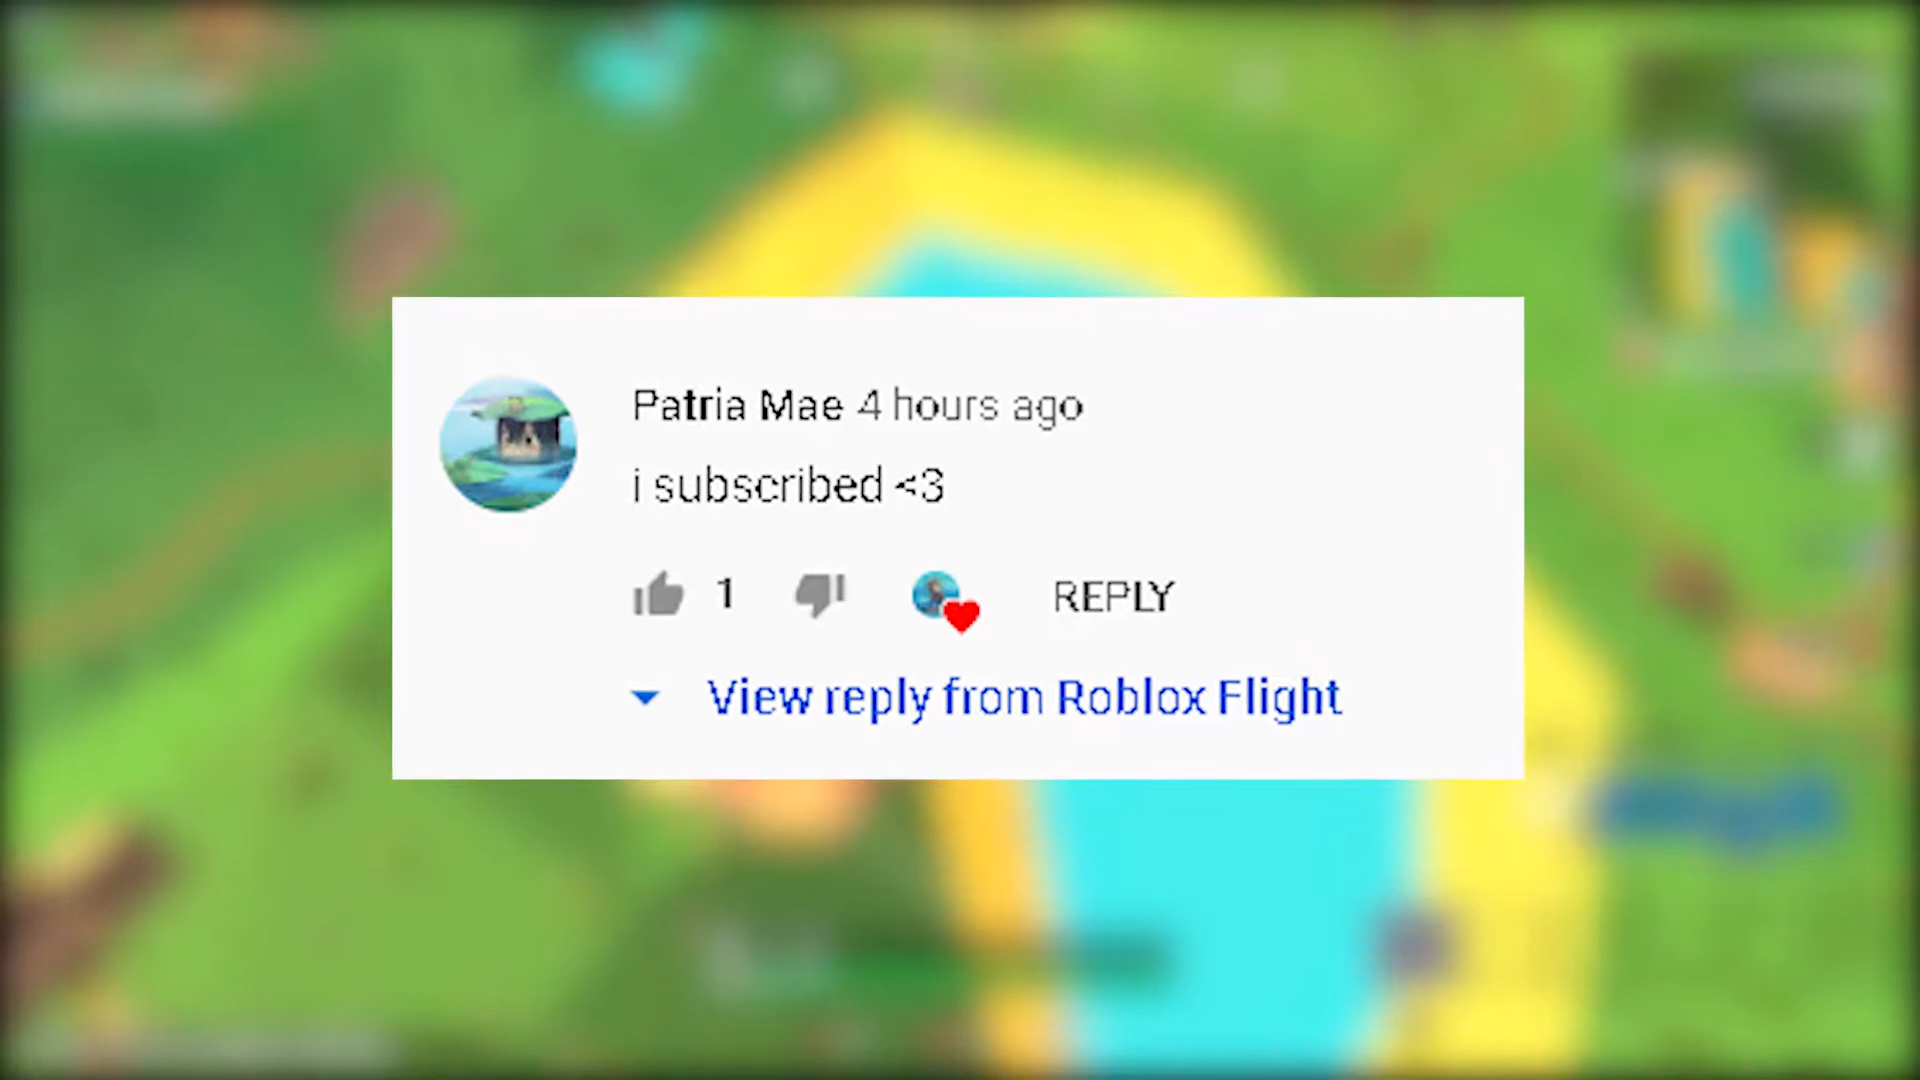 Patria Mae 4 hours ago
i subscribed <3
1
REPLY
View reply from Roblox Flight